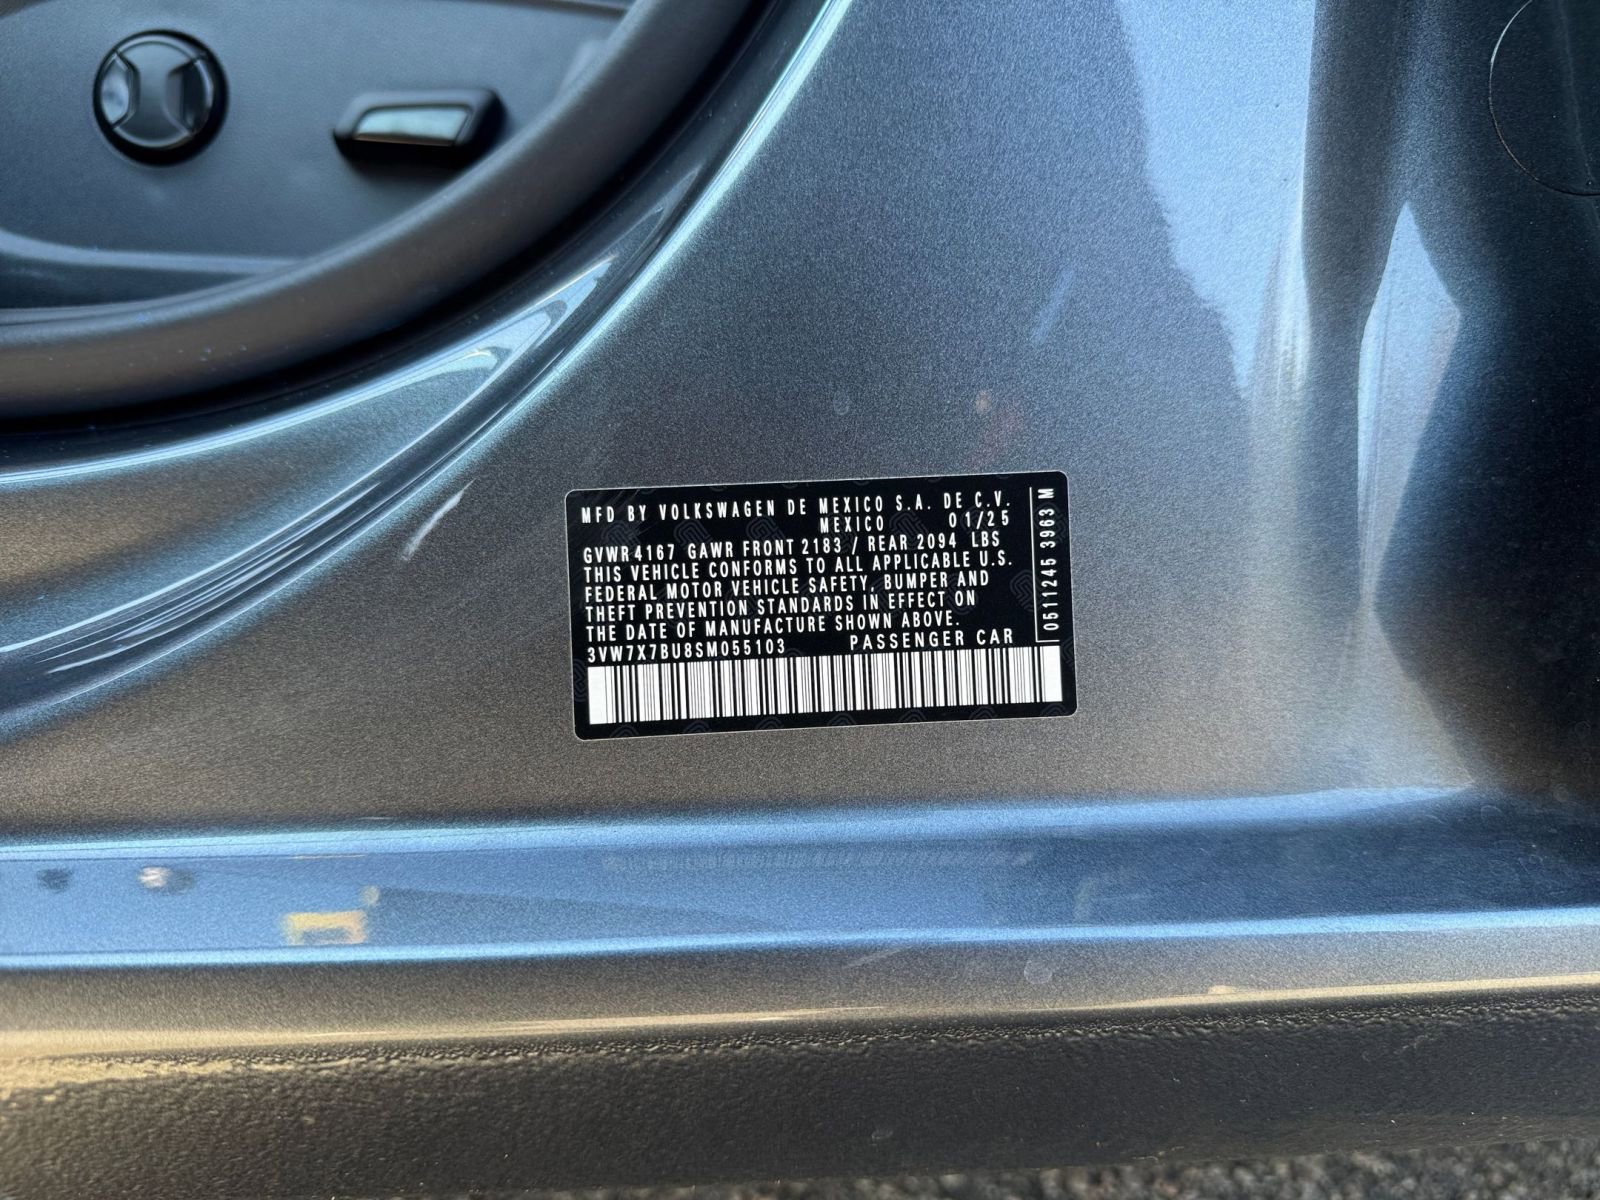 MFD BY VOLKSWAGEN DE MEXICO S.A. DE C.V.
MEXICO 01/25
GVWR 4167 GAWR FRONT 2183 / REAR 2094 LBS
THIS VEHICLE CONFORMS TO ALL APPLICABLE U.S.
FEDERAL MOTOR VEHICLE SAFETY, BUMPER AND
THEFT PREVENTION STANDARDS IN EFFECT ON
THE DATE OF MANUFACTURE SHOWN ABOVE.
3VW7X7BU8SM055103 PASSENGER CAR
0511245 3963 M